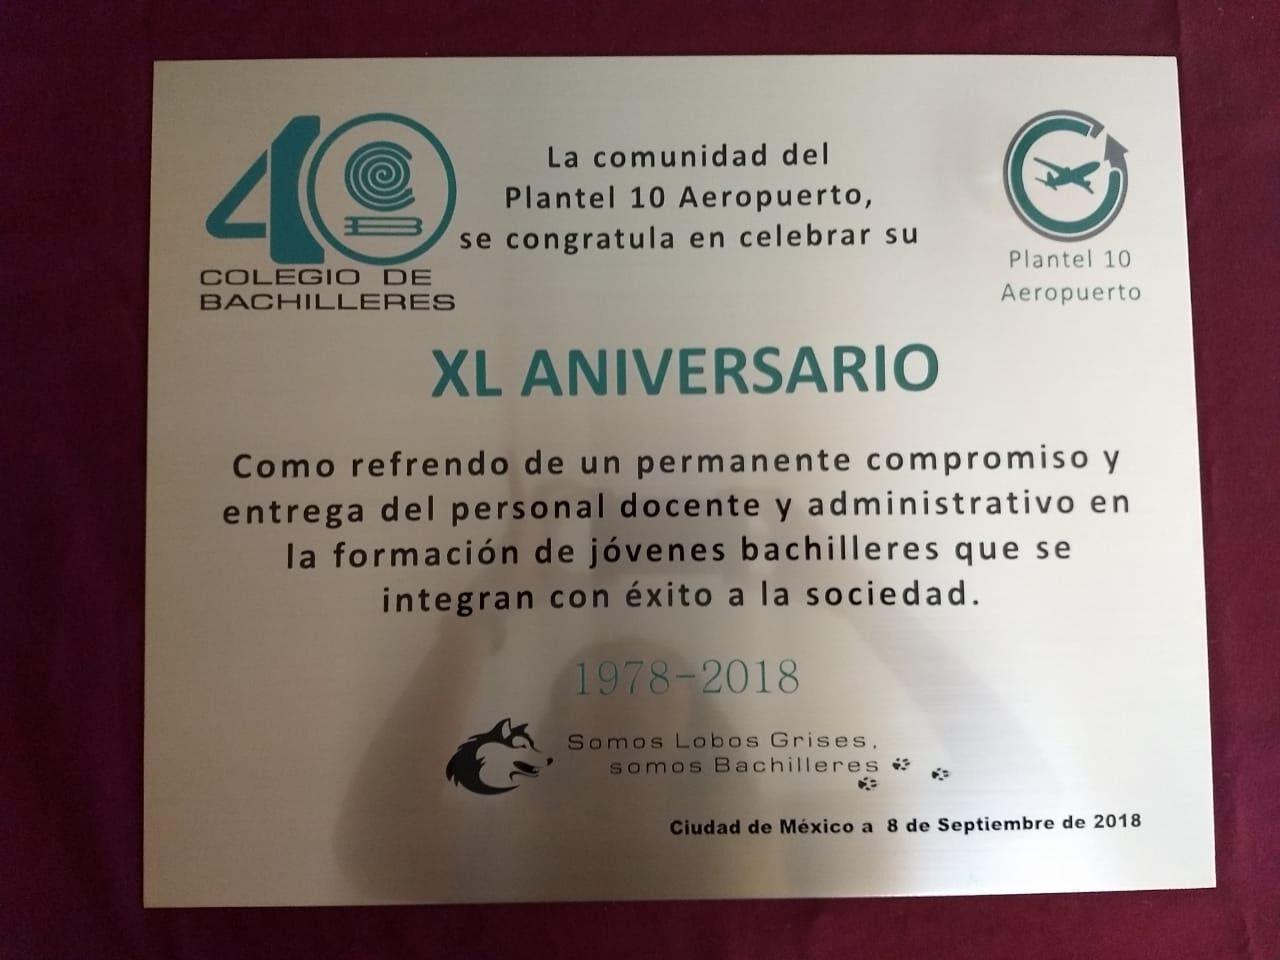 40
COLEGIO DE
BACHILLERES
La comunidad del
Plantel 10 Aeropuerto,
se congratula en celebrar su
Plantel 10
Aeropuerto
XL ANIVERSARIO
Como refrendo de un permanente compromiso y
entrega del personal docente y administrativo en
la formación de jóvenes bachilleres que se
integran con éxito a la sociedad.
1978-2018
Somos Lobos Grises,
somos Bachilleres
Ciudad de México a 8 de Septiembre de 2018